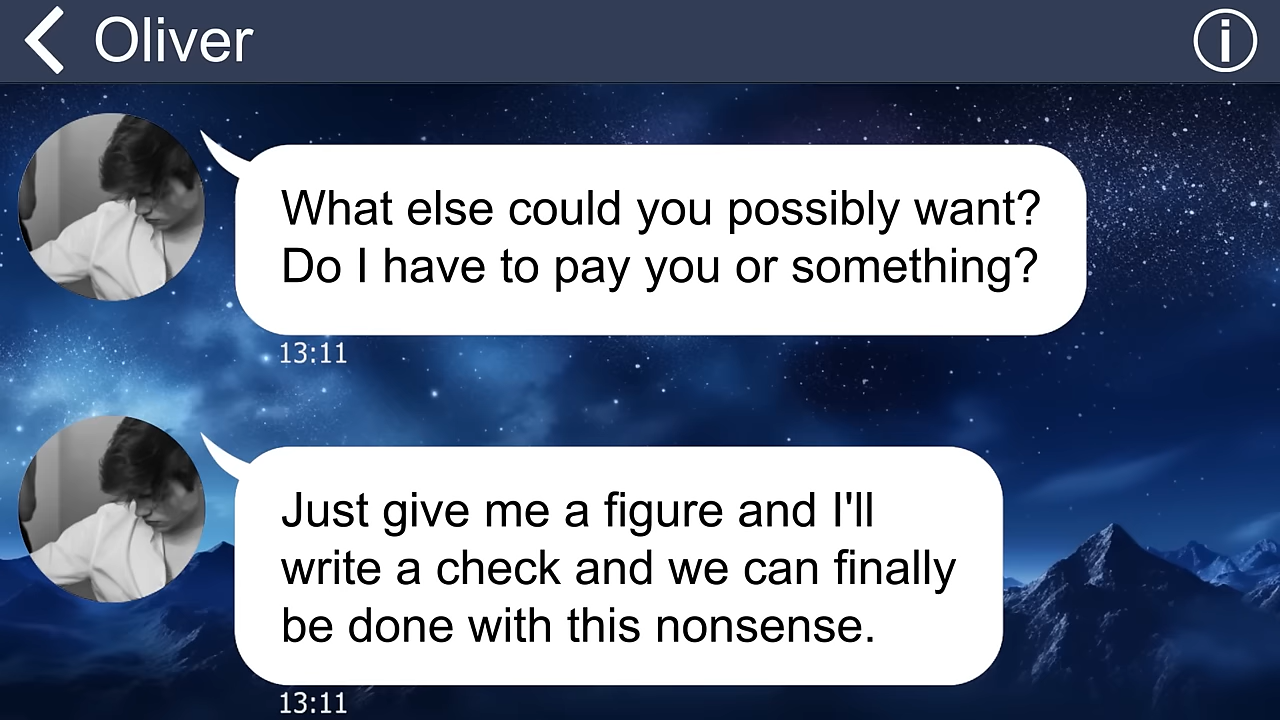 Oliver
What else could you possibly want?
Do I have to pay you or something?
13:11
Just give me a figure and I'll
write a check and we can finally
be done with this nonsense.
13:11